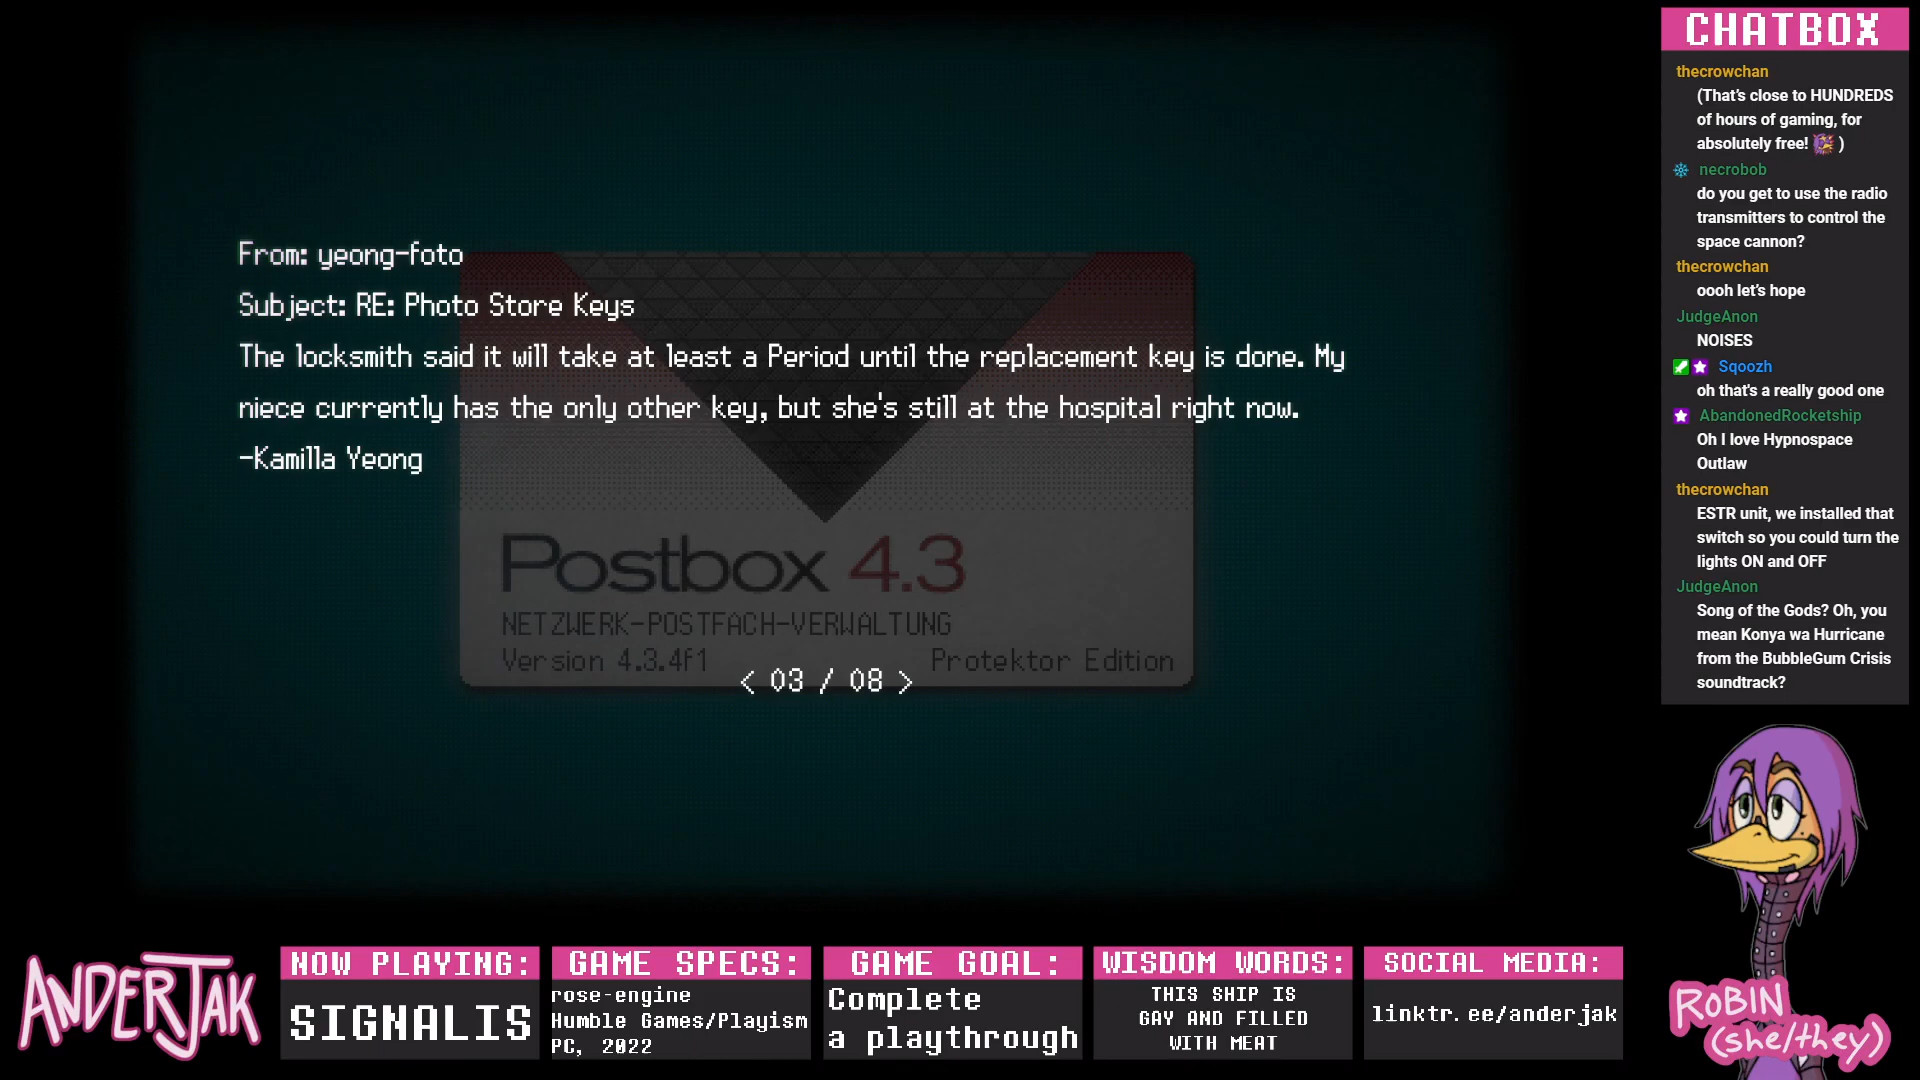 From: yeong-foto
Subject: RE: Photo Store Keys
The locksmith said it will take at least a Period until the replacement key is done. My
niece currently has the only other key, but she's still at the hospital right now.
-Kamilla Yeong
Postbox 4.3
NETZWERK-POSTFACH-VERWALTUNG
Version 4.3.4f1
Protektor Edition
< 03 / 08 >
CHATBOX
thecrowchan
(That's close to HUNDREDS
of hours of gaming, for
absolutely free! )
necrobob
do you get to use the radio
transmitters to control the
space cannon?
thecrowchan
oooh let's hope
JudgeAnon
NOISES
Sqoozh
oh that's a really good one
AbandonedRocketship
Oh I love Hypnospace
Outlaw
thecrowchan
ESTR unit, we installed that
switch so you could turn the
lights ON and OFF
JudgeAnon
Song of the Gods? Oh, you
mean Konya wa Hurricane
from the BubbleGum Crisis
soundtrack?
ANDERJAK
NOW PLAYING:
SIGNALIS
GAME SPECS:
rose-engine
Humble Games/Playism
PC, 2022
GAME GOAL:
Complete
a playthrough
WISDOM WORDS:
THIS SHIP IS
GAY AND FILLED
WITH MEAT
SOCIAL MEDIA:
linktr.ee/anderjak
ROBIN
(she/they)